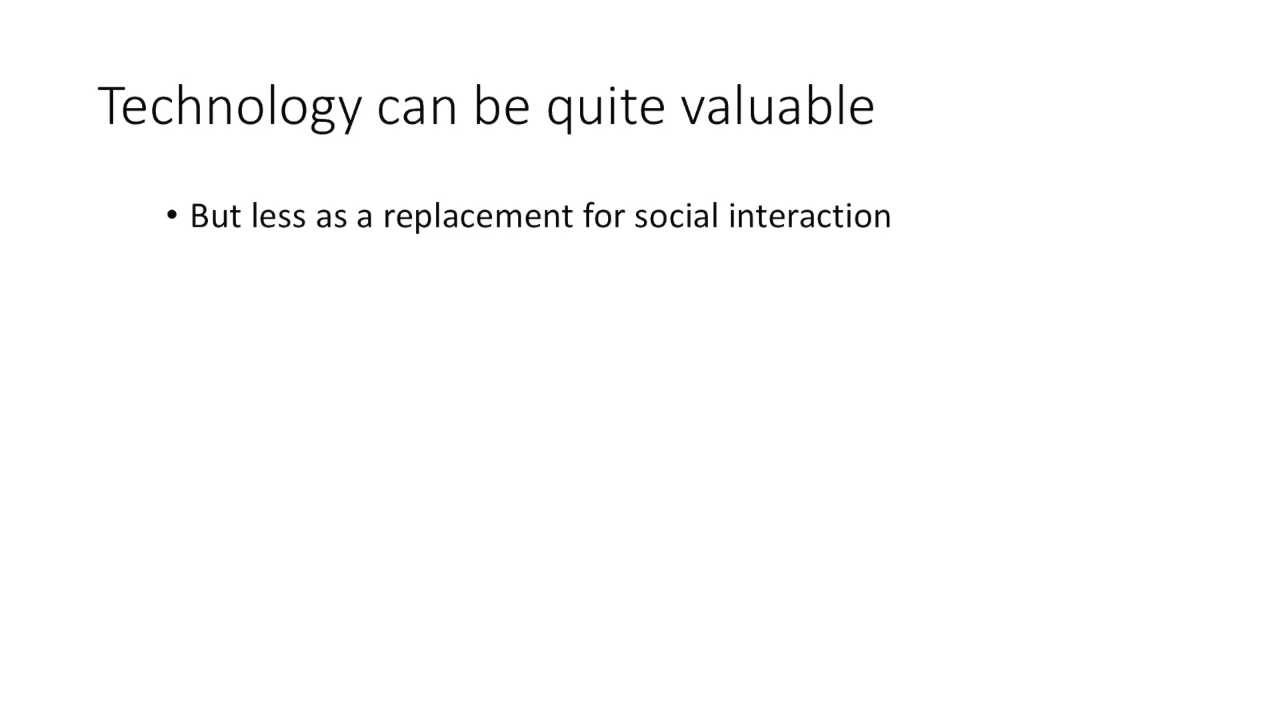 Technology can be quite valuable
• But less as a replacement for social interaction